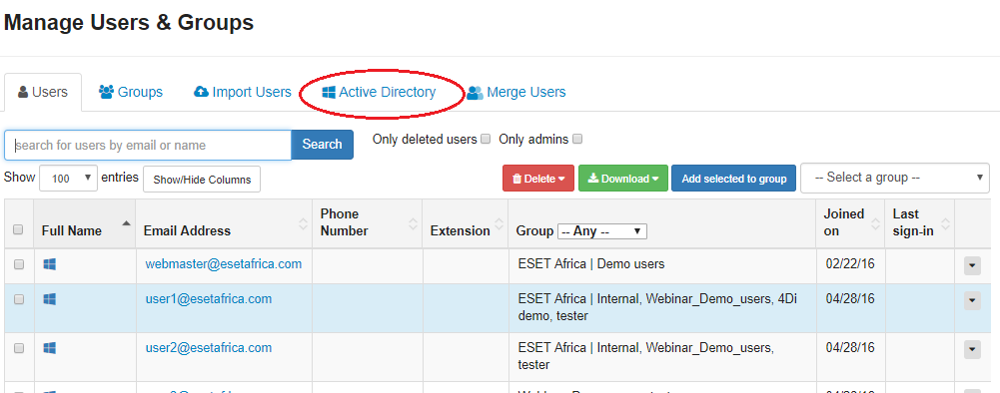 Manage Users & Groups
Users Groups Import Users Active Directory Merge Users
search for users by email or name Search Only deleted users Only admins
Show 100 entries Show/Hide Columns Delete Download Add selected to group -- Select a group --
Full Name Email Address Phone Number Extension Group -- Any -- Joined on Last sign-in
webmaster@esetafrica.com ESET Africa | Demo users 02/22/16
user1@esetafrica.com ESET Africa | Internal, Webinar_Demo_users, 4Di 04/28/16
demo, tester
user2@esetafrica.com ESET Africa | Internal, Webinar_Demo_users, 04/28/16
tester